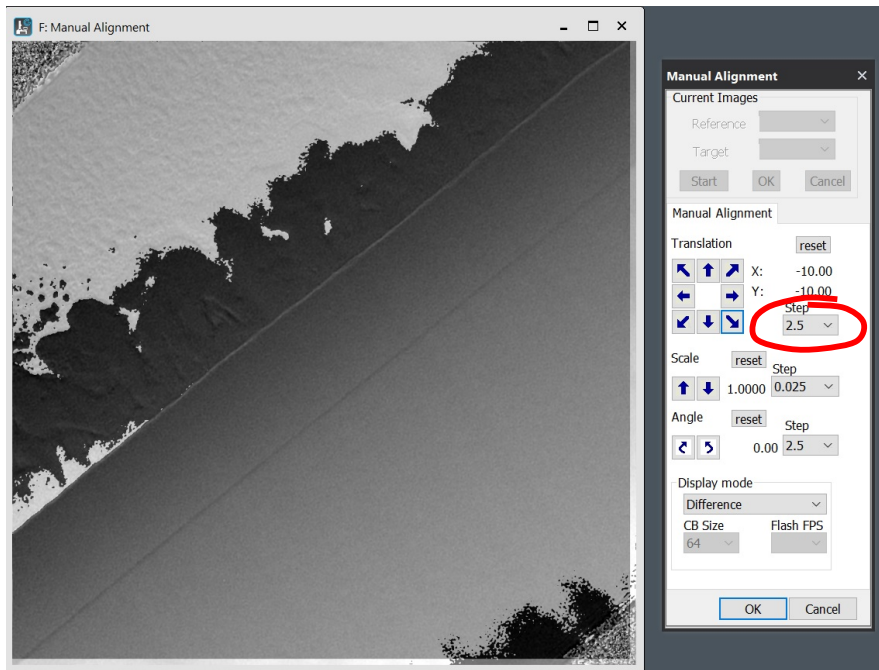 F: Manual Alignment
Manual Alignment
Current Images
Reference
Target
Start OK Cancel
Manual Alignment
Translation reset
X: -10.00
Y: -10.00
Step
2.5
Scale reset
Step
1.0000 0.025
Angle reset
Step
0.00 2.5
Display mode
Difference
CB Size Flash FPS
64
OK Cancel